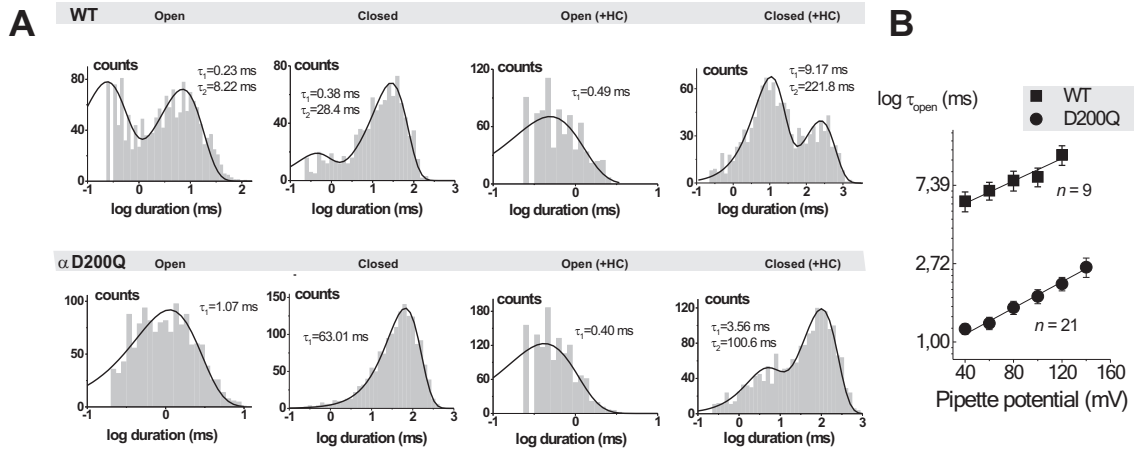 A
WT
Open
Closed
Open (+HC)
Closed (+HC)
counts
80
40
0
τ1=0.23 ms
τ2=8.22 ms
-1 0 1 2
log duration (ms)
counts
80
60
40
20
0
τ1=0.38 ms
τ2=28.4 ms
-1 0 1 2 3
log duration (ms)
counts
120
60
0
τ1=0.49 ms
-1 0 1
log duration (ms)
counts
90
60
30
0
τ1=9.17 ms
τ2=221.8 ms
-1 0 1 2 3
log duration (ms)
α D200Q
Open
Closed
Open (+HC)
Closed (+HC)
counts
100
50
0
τ1=1.07 ms
-1 0 1
log duration (ms)
counts
150
125
100
75
50
25
0
τ1=63.01 ms
-1 0 1 2 3
log duration (ms)
counts
180
120
60
0
τ1=0.40 ms
-1 0 1
log duration (ms)
counts
120
80
40
0
τ1=3.56 ms
τ2=100.6 ms
-1 0 1 2 3
log duration (ms)
B
log τopen (ms)
WT
D200Q
7,39
2,72
1,00
n = 9
n = 21
40 80 120 160
Pipette potential (mV)